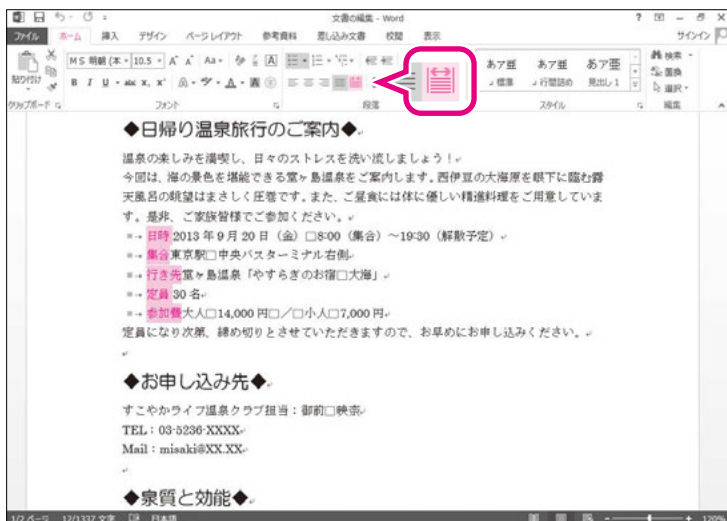 文書の編集 - Word
ファイル ホーム 挿入 デザイン ページレイアウト 参考資料 差し込み文書 校閲 表示 サインイン
貼り付け MS 明朝 (本 10.5 A A Aa A 検索
B I U abc x, x' A A あア亜 あア亜 あア亜 置換
標準 行間詰め 見出し1 選択
クリップボード フォント 段落 スタイル 編集
◆日帰り温泉旅行のご案内◆
温泉の楽しみを満喫し、日々のストレスを洗い流しましょう！
今回は、海の景色を堪能できる堂ヶ島温泉をご案内します。西伊豆の大海原を眼下に臨む露
天風呂の眺望はまさしく圧巻です。また、ご昼食には体に優しい精進料理をご用意していま
す。是非、ご家族皆様でご参加ください。
日時 2013 年 9 月 20 日（金）□8:00（集合）～19:30（解散予定）
集合東京駅□中央バスターミナル右側
行き先堂ヶ島温泉「やすらぎのお宿□大海」
定員 30 名
参加費大人□14,000 円□／□小人□7,000 円
定員になり次第、締め切りとさせていただきますので、お早めにお申し込みください。
◆お申し込み先◆
すこやかライフ温泉クラブ担当：御前□映奈
TEL：03-5236-XXXX
Mail：misaki@XX.XX
◆泉質と効能◆
1/2 ページ 12/1337 文字 日本語 120%